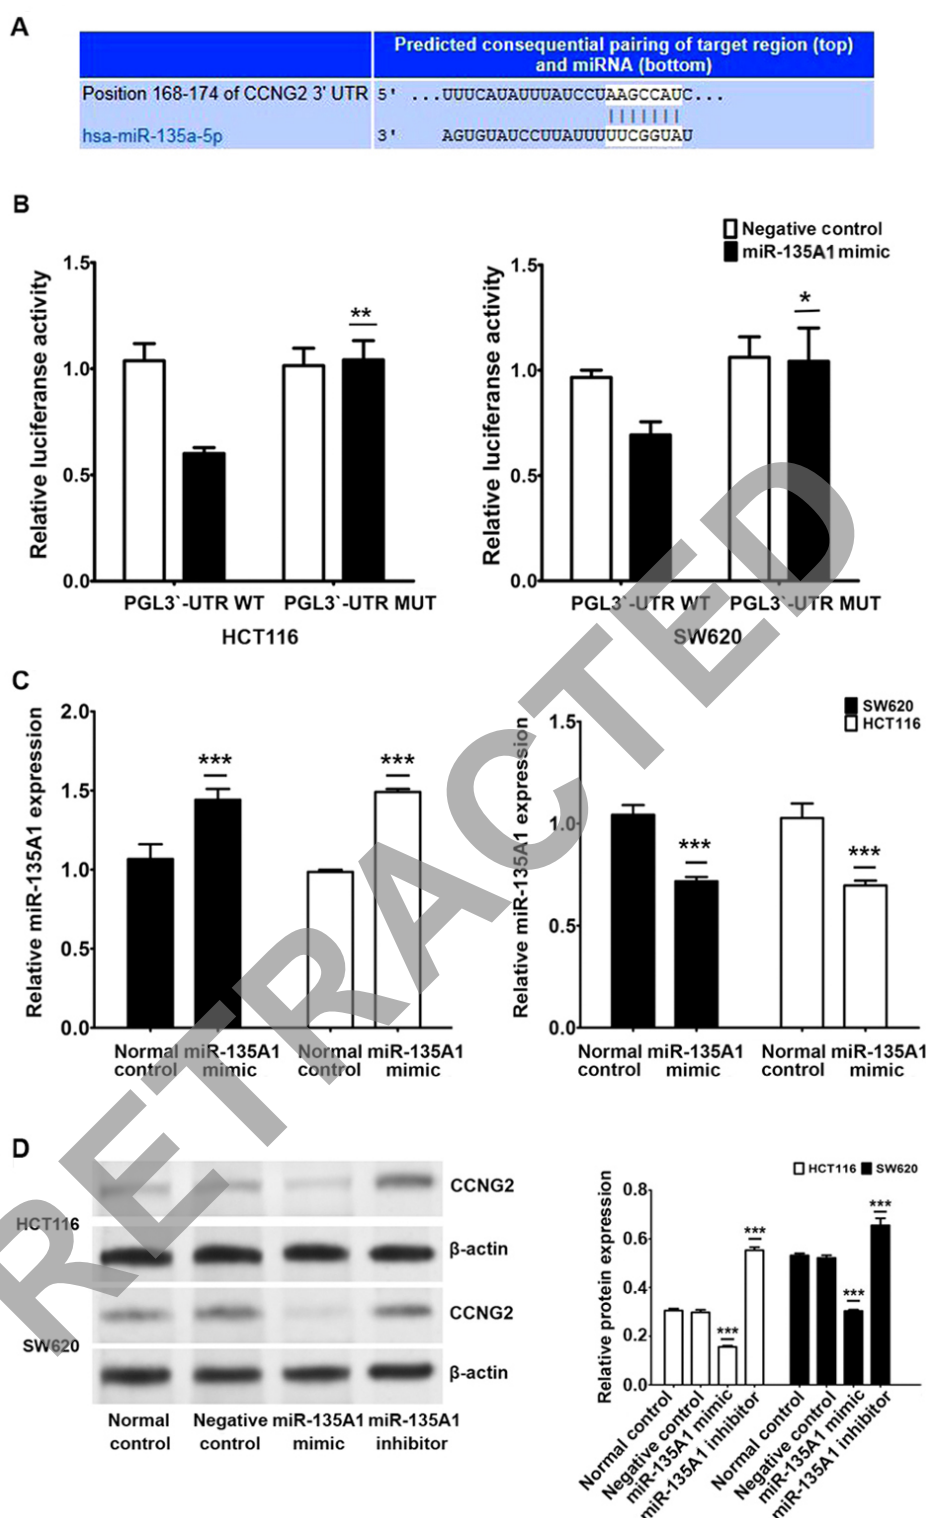 A
Predicted consequential pairing of target region (top)
and miRNA (bottom)
Position 168-174 of CCNG2 3' UTR 5' ...UUUCAUAUUUAUCCUAAGCCAUC...
hsa-miR-135a-5p 3' AGUGUAUCCUUAUUUUUCGGUAU
B
Negative control
miR-135A1 mimic
Relative luciferanse activity
1.5
1.0
0.5
0.0
**
PGL3`-UTR WT PGL3`-UTR MUT
HCT116
Relative luciferanse activity
1.5
1.0
0.5
0.0
*
PGL3`-UTR WT PGL3`-UTR MUT
SW620
C
Relative miR-135A1 expression
2.0
1.5
1.0
0.5
0.0
*** ***
Normal miR-135A1 Normal miR-135A1
control mimic control mimic
SW620
HCT116
Relative miR-135A1 expression
1.5
1.0
0.5
0.0
*** ***
Normal miR-135A1 Normal miR-135A1
control mimic control mimic
D
HCT116
CCNG2
β-actin
SW620
CCNG2
β-actin
Normal Negative miR-135A1 miR-135A1
control control mimic inhibitor
HCT116 SW620
Relative protein expression
0.8
0.6
0.4
0.2
0.0
*** *** *** ***
Normal control
Negative control
miR-135A1 mimic
miR-135A1 inhibitor
Normal control
Negative control
miR-135A1 mimic
miR-135A1 inhibitor
RETRACTED